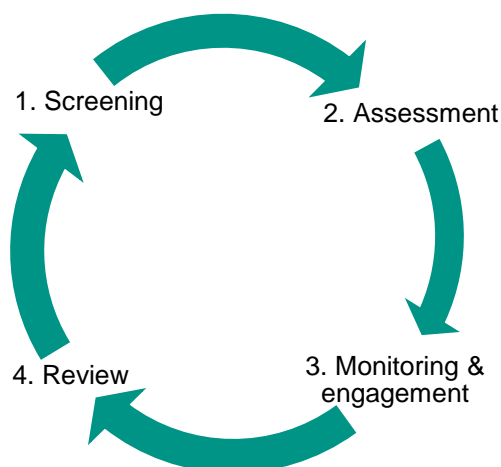 1. Screening
2. Assessment
3. Monitoring &
engagement
4. Review